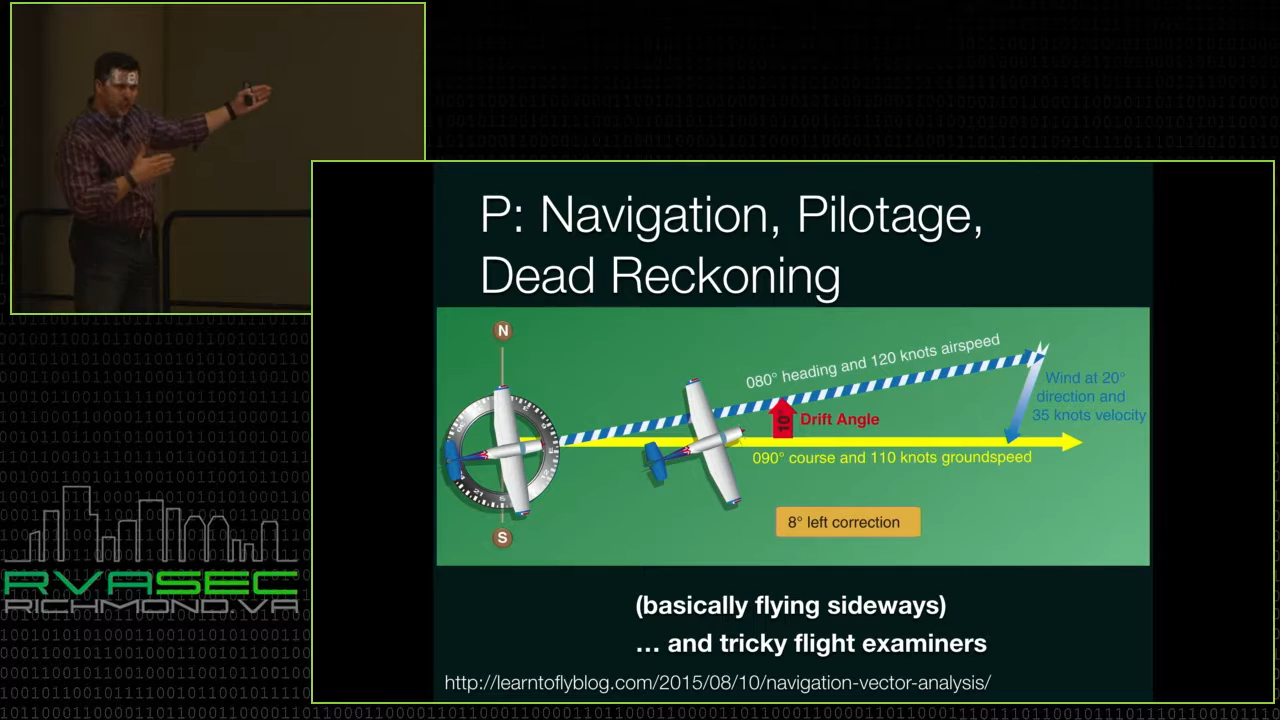 P: Navigation, Pilotage,
Dead Reckoning
N
080° heading and 120 knots airspeed
Wind at 20°
direction and
35 knots velocity
10°
Drift Angle
090° course and 110 knots groundspeed
8° left correction
S
(basically flying sideways)
... and tricky flight examiners
http://learntoflyblog.com/2015/08/10/navigation-vector-analysis/
RVASEC
RICHMOND.VA